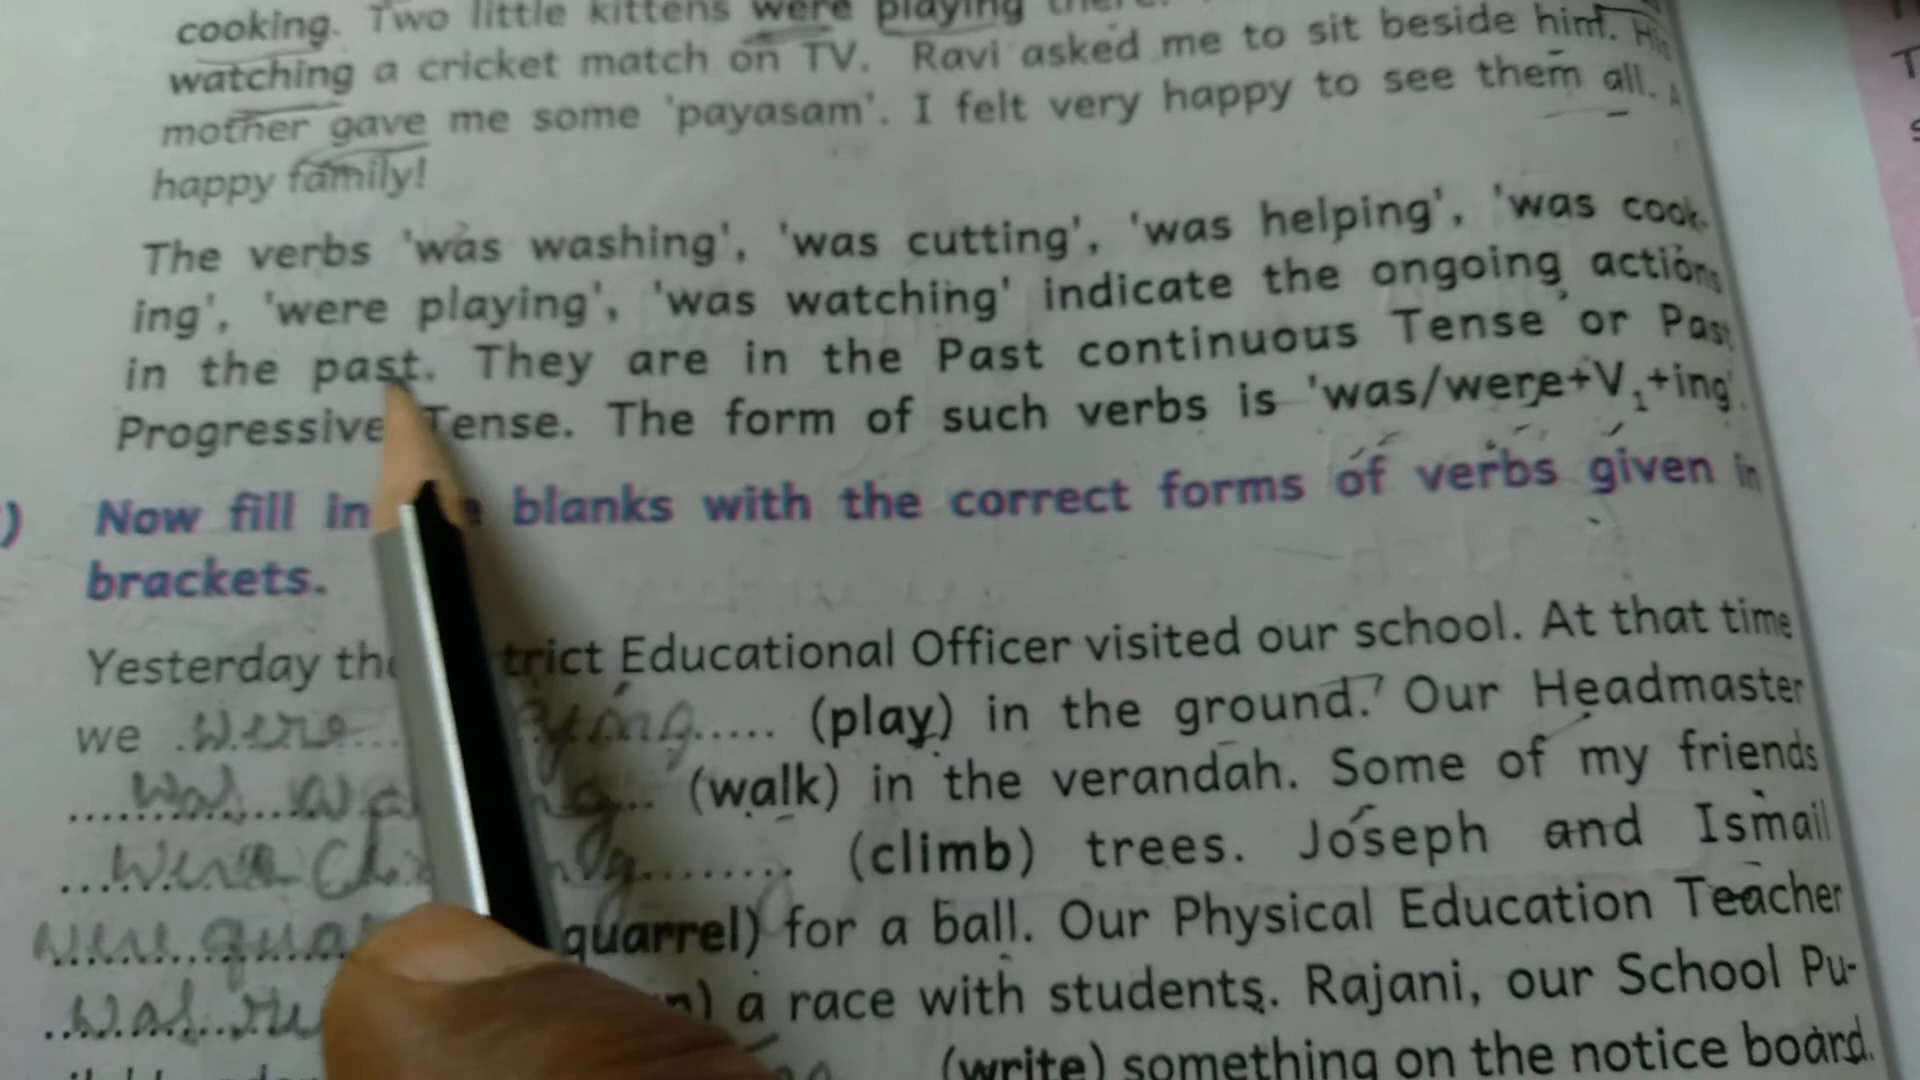 cooking. Two little kittens were playing
watching a cricket match on TV. Ravi asked me to sit beside him. His
mother gave me some 'payasam'. I felt very happy to see them all. A
happy family!
The verbs 'was washing', 'was cutting', 'was helping', 'was cook-
ing', 'were playing', 'was watching' indicate the ongoing actions
in the past. They are in the Past continuous Tense or Past
Progressive Tense. The form of such verbs is 'was/were+V1+ing'.
) Now fill in blanks with the correct forms of verbs given in
brackets.
Yesterday the Educational Officer visited our school. At that time
we were (play) in the ground. Our Headmaster
was (walk) in the verandah. Some of my friends
were (climb) trees. Joseph and Ismail
were (quarrel) for a ball. Our Physical Education Teacher
was a race with students. Rajani, our School Pu-
(write) something on the notice board.